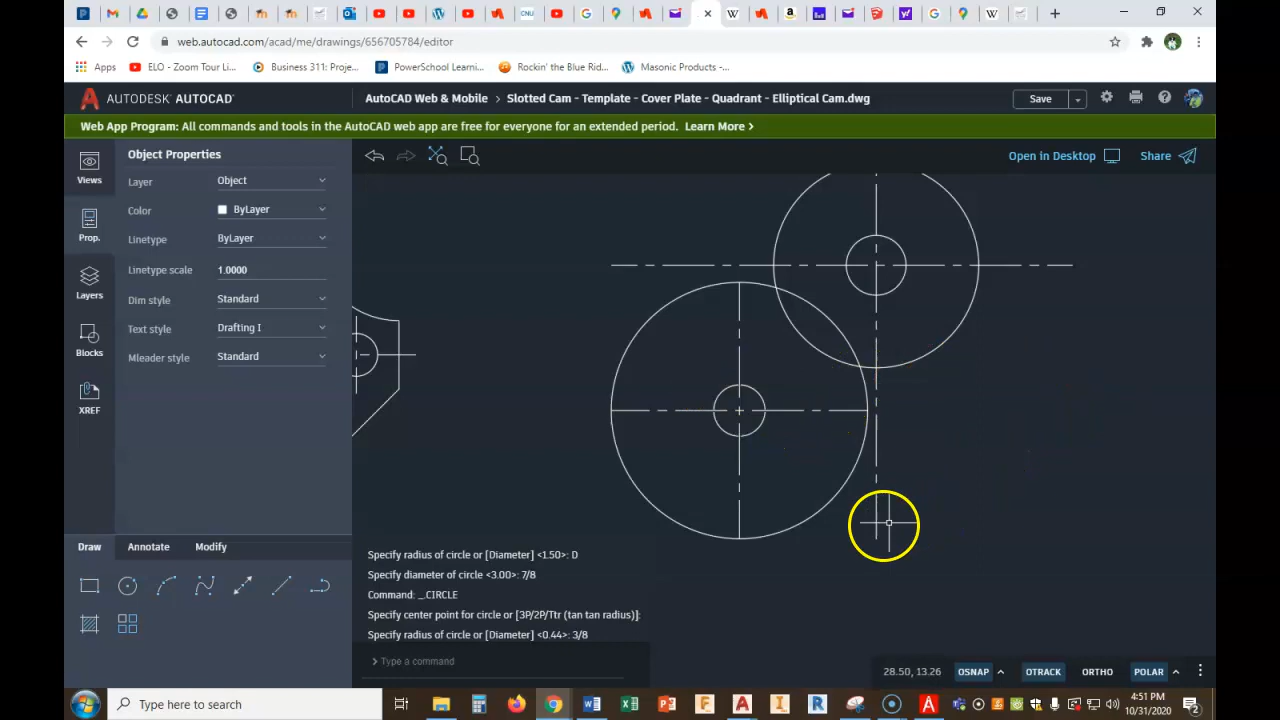 web.autocad.com/acad/me/drawings/656705784/editor
Apps
ELO - Zoom Tour Li...
Business 311: Proje...
PowerSchool Learni...
Rockin' the Blue Rid...
Masonic Products -...
AUTODESK® AUTOCAD®
AutoCAD Web & Mobile > Slotted Cam - Template - Cover Plate - Quadrant - Elliptical Cam.dwg
Save
Web App Program: All commands and tools in the AutoCAD web app are free for everyone for an extended period. Learn More >
Views
Object Properties
Open in Desktop
Share
Layer Object
Color ByLayer
Prop.
Linetype ByLayer
Linetype scale 1.0000
Layers
Dim style Standard
Text style Drafting I
Blocks
Mleader style Standard
XREF
Draw Annotate Modify
Specify radius of circle or [Diameter] <1.50>: D
Specify diameter of circle <3.00>: 7/8
Command: _.CIRCLE
Specify center point for circle or [3P/2P/Ttr (tan tan radius)]:
Specify radius of circle or [Diameter] <0.44>: 3/8
Type a command
28.50, 13.26 OSNAP OTRACK ORTHO POLAR
Type here to search
4:51 PM
10/31/2020